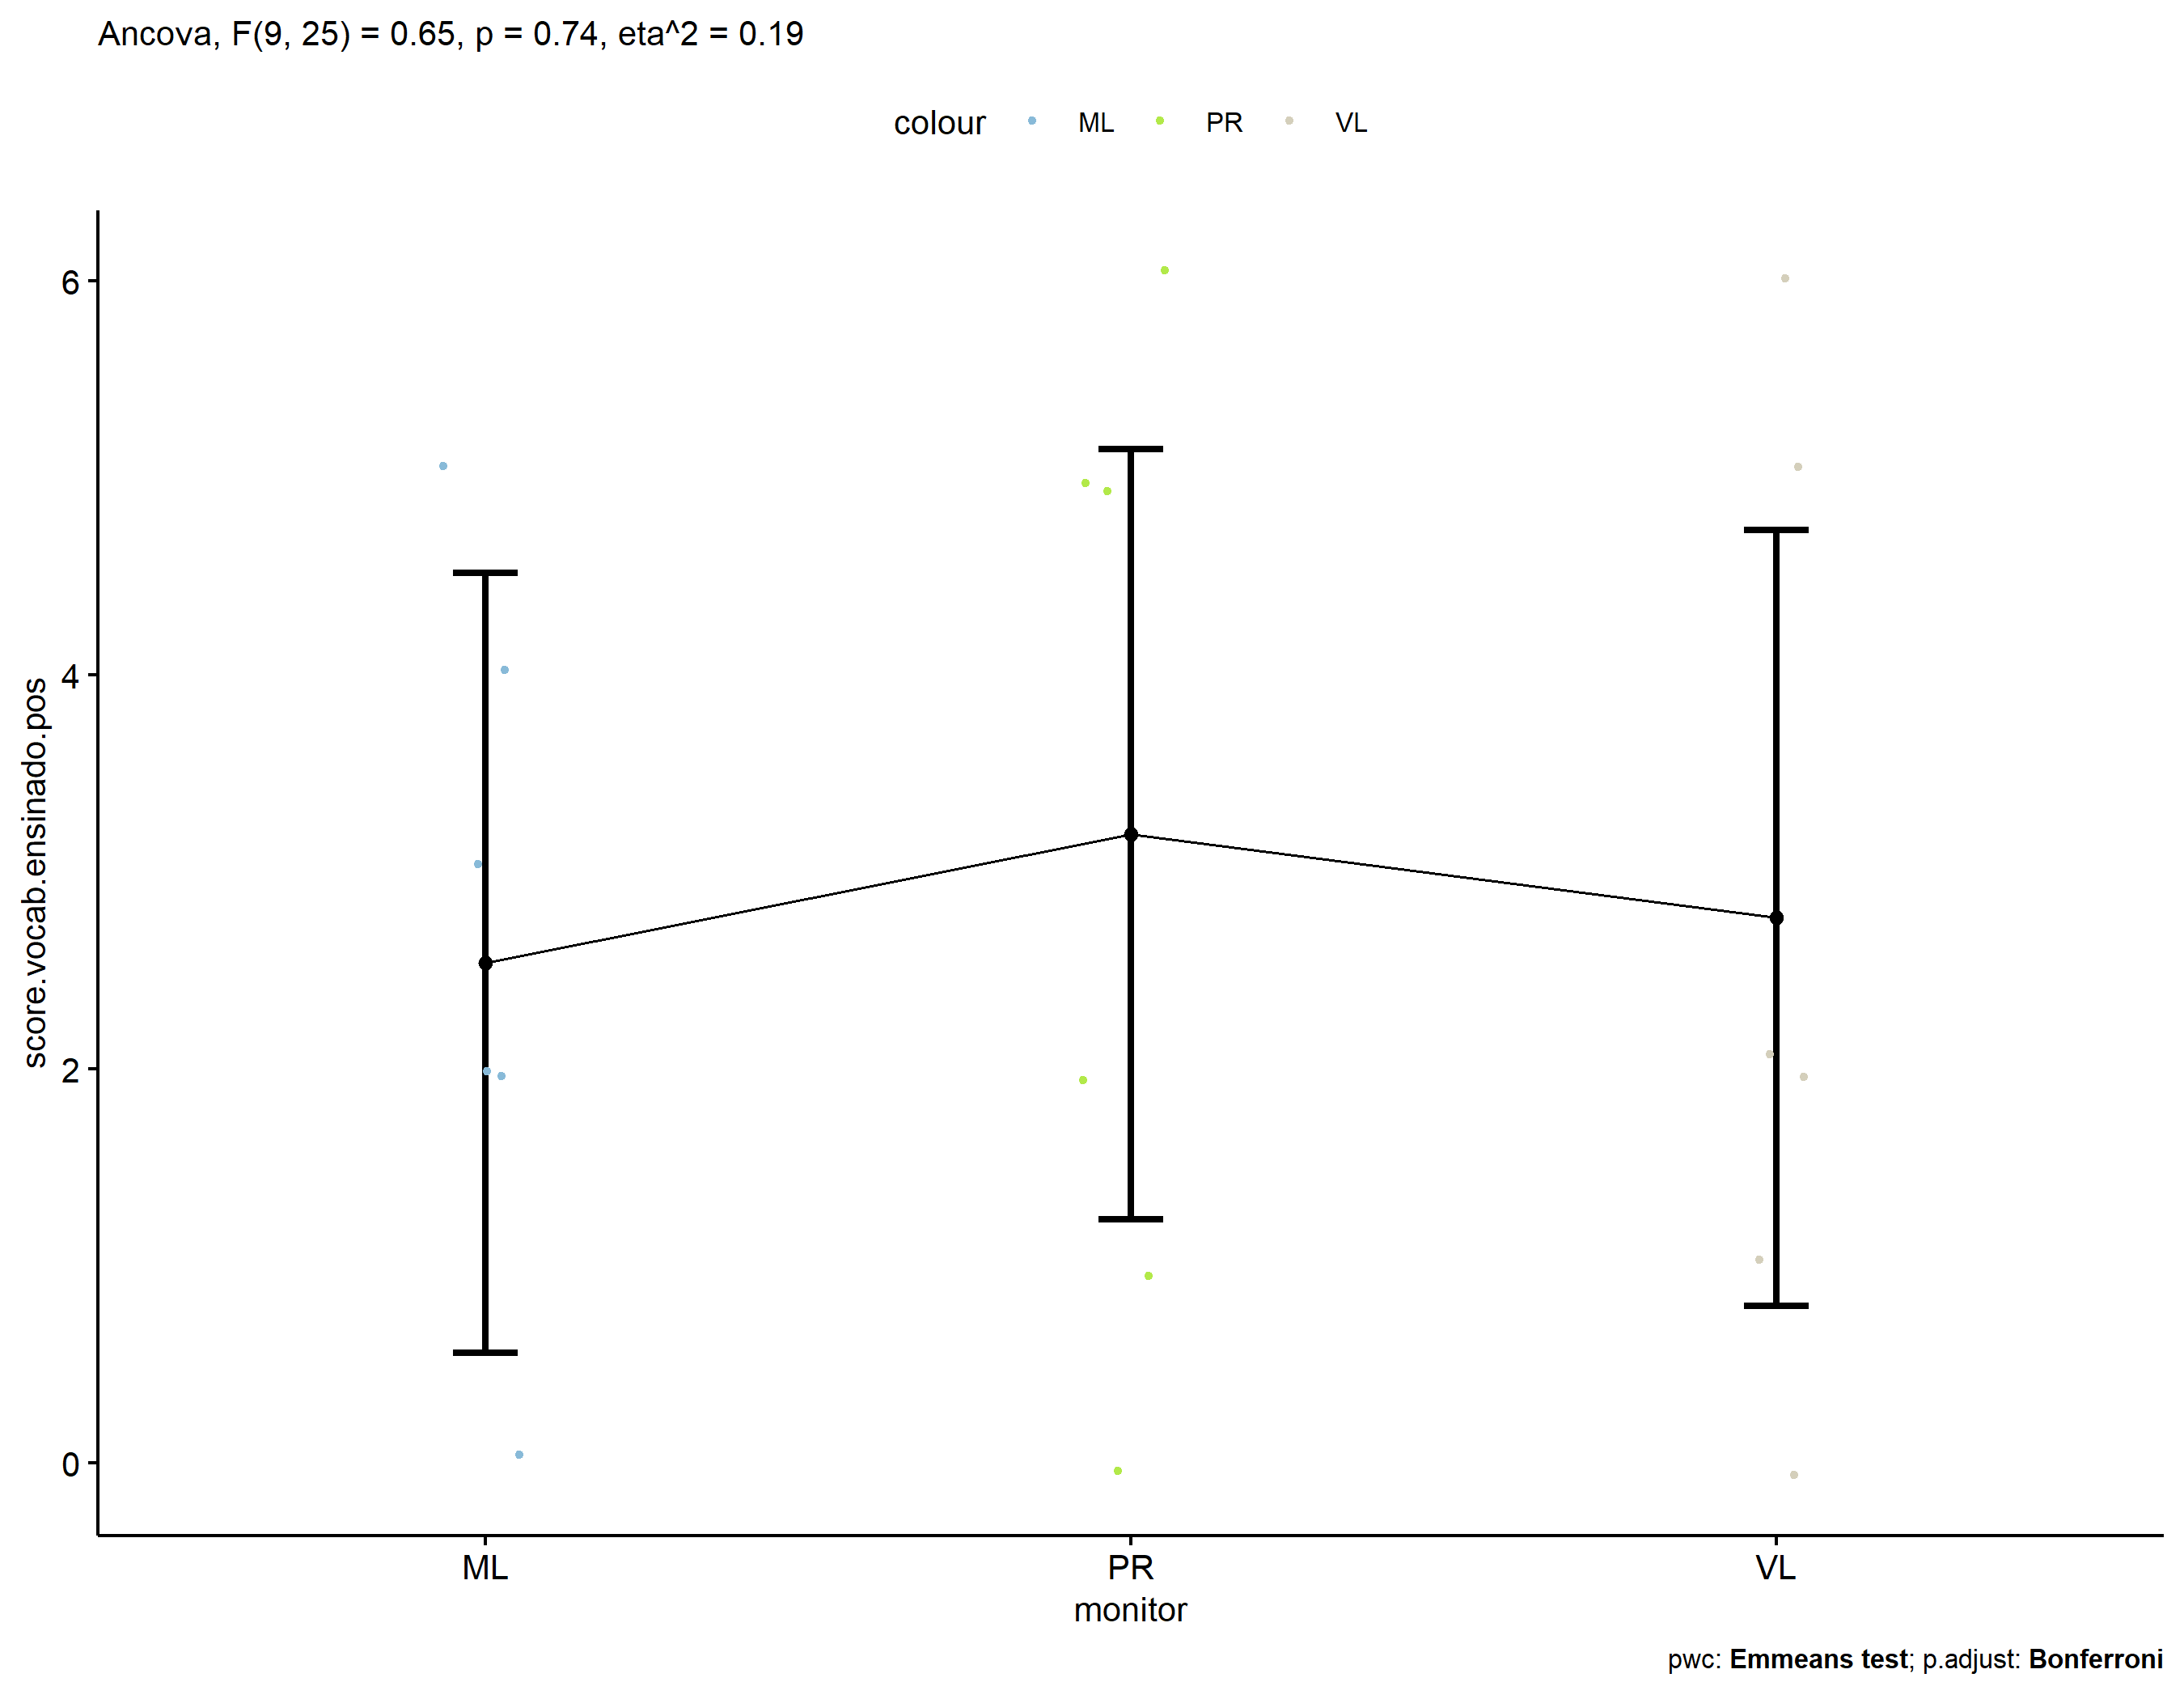 Ancova, F(9, 25) = 0.65, p = 0.74, eta^2 = 0.19
colour ML PR VL
score.vocab.ensinado.pos
6
4
2
0
ML PR VL
monitor
pwc: Emmeans test; p.adjust: Bonferroni